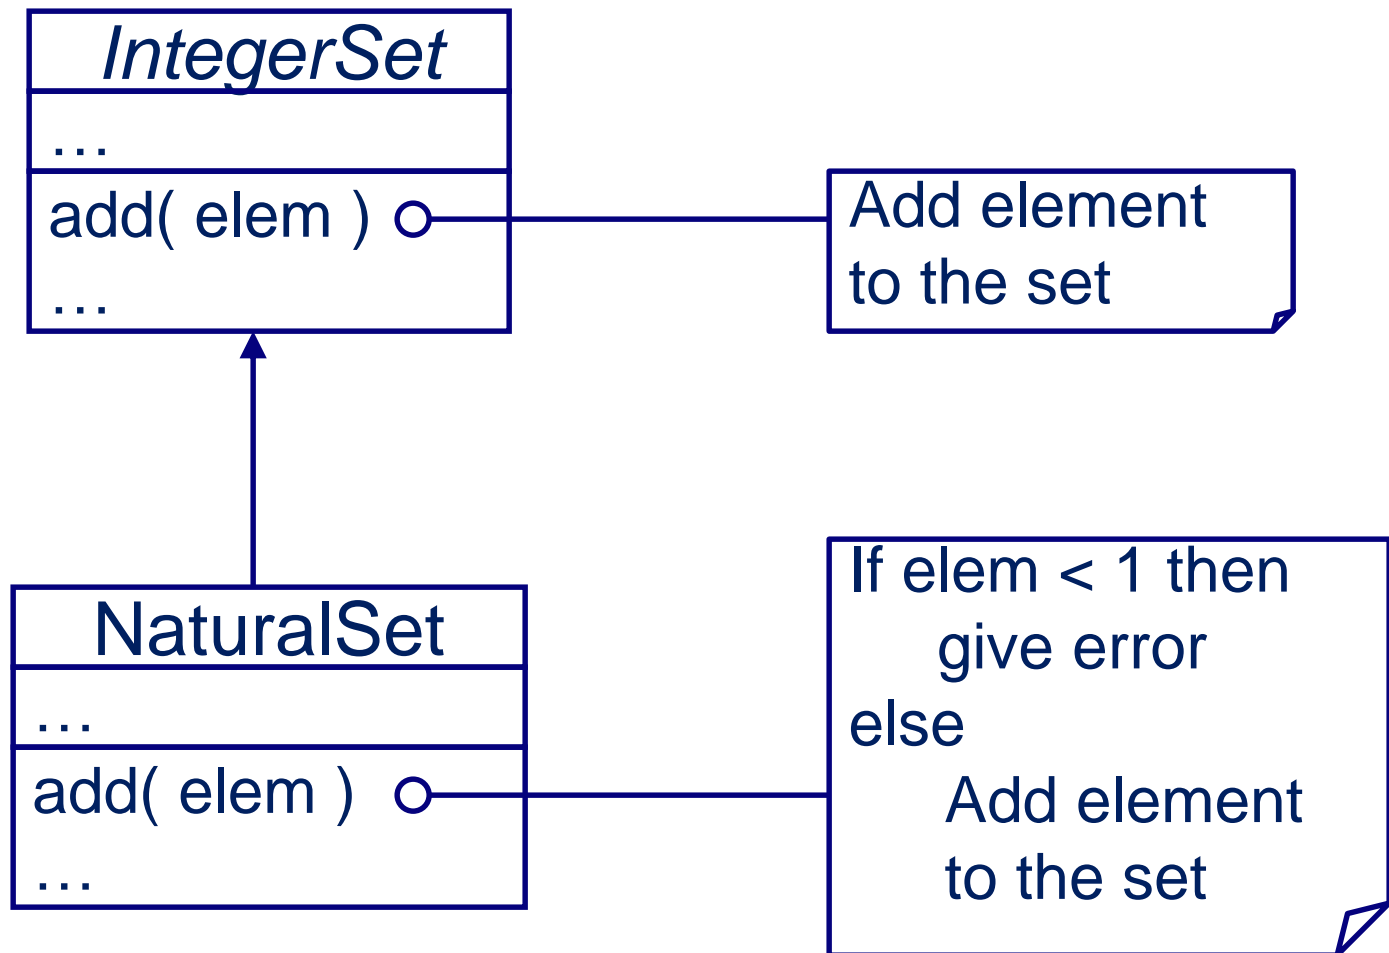 IntegerSet
…
add( elem )
…
Add element
to the set
NaturalSet
…
add( elem )
…
If elem < 1 then
give error
else
Add element
to the set